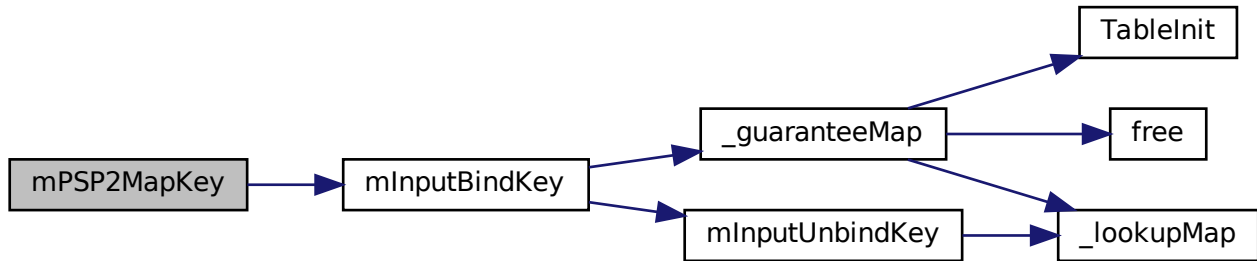 mPSP2MapKey
mInputBindKey
_guaranteeMap
mInputUnbindKey
TableInit
free
_lookupMap